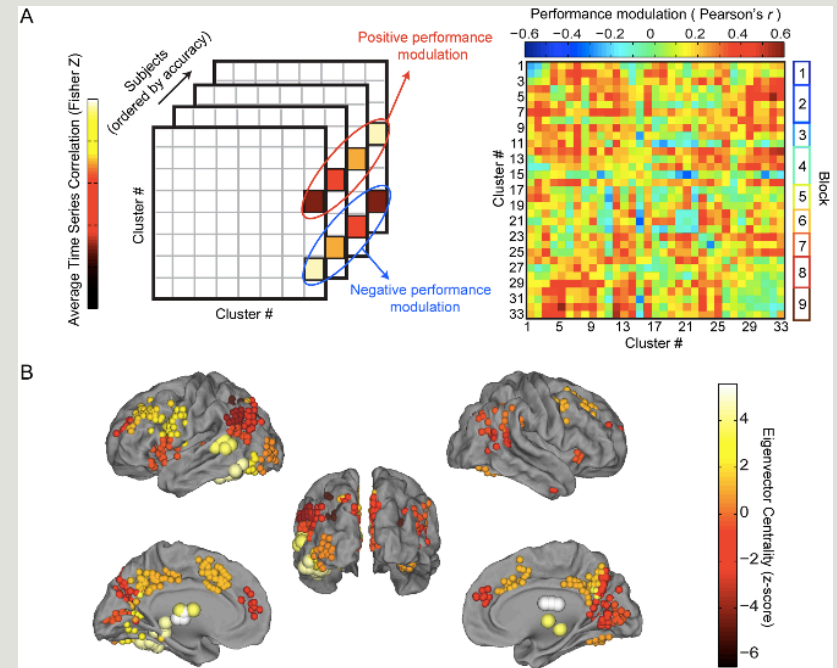 A
Average Time Series Correlation (Fisher Z)
Subjects
(ordered by accuracy)
Cluster #
Cluster #
Positive performance
modulation
Negative performance
modulation
Performance modulation ( Pearson's r )
−0.6 −0.4 −0.2 0 0.2 0.4 0.6
Cluster #
1
3
5
7
9
11
13
15
17
19
21
23
25
27
29
31
33
1 5 9 13 17 21 25 29 33
Cluster #
1
2
3
4
5
6
7
8
9
Block
B
4
2
0
−2
−4
−6
Eigenvector Centrality (z-score)